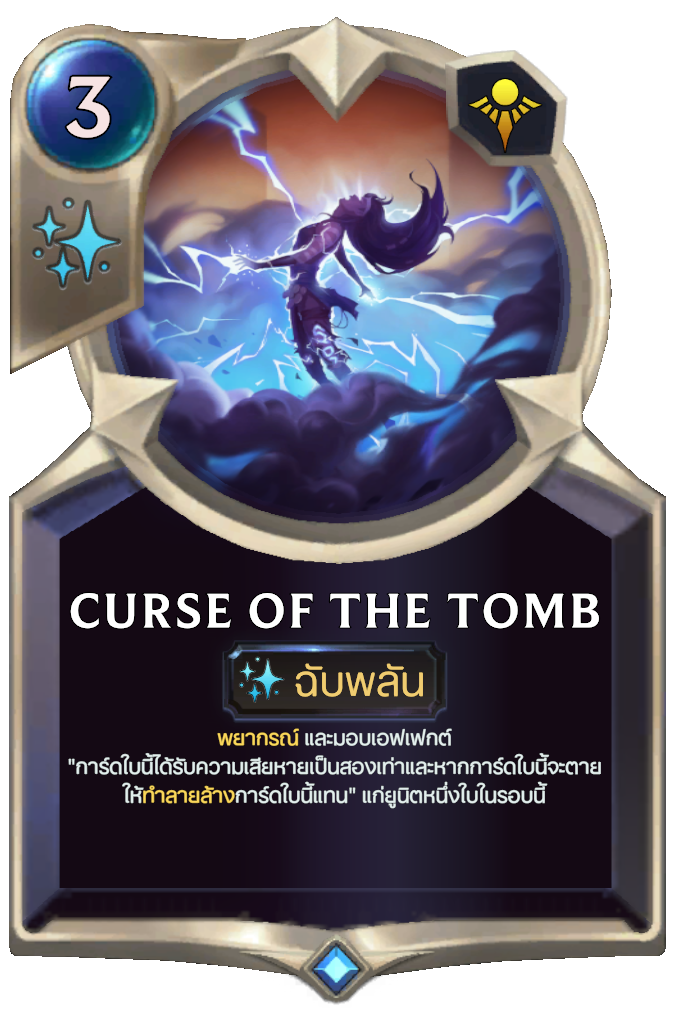 3
CURSE OF THE TOMB
ฉับพลัน
พยากรณ์ และมอบเอฟเฟกต์
"การ์ดใบนี้ได้รับความเสียหายเป็นสองเท่าและหากการ์ดใบนี้จะตาย
ให้ทำลายล้างการ์ดใบนี้แทน" แก่ยูนิตหนึ่งใบในรอบนี้